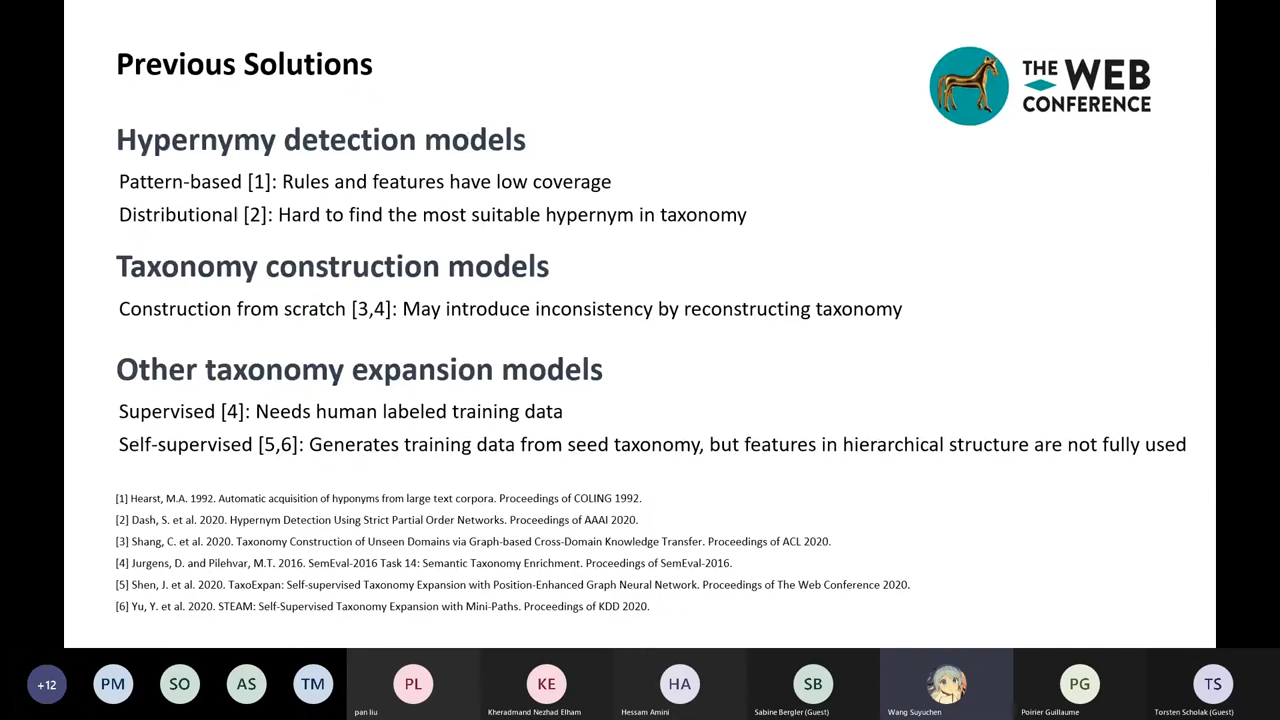 Previous Solutions
THE WEB
CONFERENCE
Hypernymy detection models
Pattern-based [1]: Rules and features have low coverage
Distributional [2]: Hard to find the most suitable hypernym in taxonomy
Taxonomy construction models
Construction from scratch [3,4]: May introduce inconsistency by reconstructing taxonomy
Other taxonomy expansion models
Supervised [4]: Needs human labeled training data
Self-supervised [5,6]: Generates training data from seed taxonomy, but features in hierarchical structure are not fully used
[1] Hearst, M.A. 1992. Automatic acquisition of hyponyms from large text corpora. Proceedings of COLING 1992.
[2] Dash, S. et al. 2020. Hypernym Detection Using Strict Partial Order Networks. Proceedings of AAAI 2020.
[3] Shang, C. et al. 2020. Taxonomy Construction of Unseen Domains via Graph-based Cross-Domain Knowledge Transfer. Proceedings of ACL 2020.
[4] Jurgens, D. and Pilehvar, M.T. 2016. SemEval-2016 Task 14: Semantic Taxonomy Enrichment. Proceedings of SemEval-2016.
[5] Shen, J. et al. 2020. TaxoExpan: Self-supervised Taxonomy Expansion with Position-Enhanced Graph Neural Network. Proceedings of The Web Conference 2020.
[6] Yu, Y. et al. 2020. STEAM: Self-Supervised Taxonomy Expansion with Mini-Paths. Proceedings of KDD 2020.
+12 PM SO AS TM PL KE HA SB PG TS
pan liu Kheradmand Nezhad Elham Hessam Amini Sabine Bergler (Guest) Wang Suyuchen Poirier Guillaume Torsten Scholak (Guest)